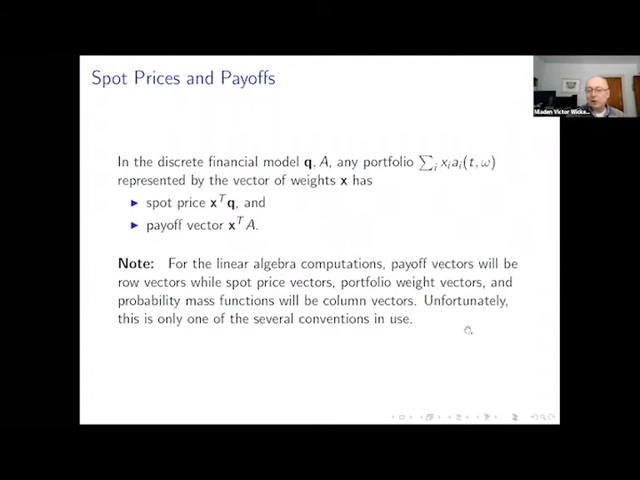 Spot Prices and Payoffs
Mladen Victor Wicke...
In the discrete financial model q, A, any portfolio ∑ᵢ xᵢaᵢ(t, ω)
represented by the vector of weights x has
▶ spot price xᵀq, and
▶ payoff vector xᵀA.
Note: For the linear algebra computations, payoff vectors will be
row vectors while spot price vectors, portfolio weight vectors, and
probability mass functions will be column vectors. Unfortunately,
this is only one of the several conventions in use.